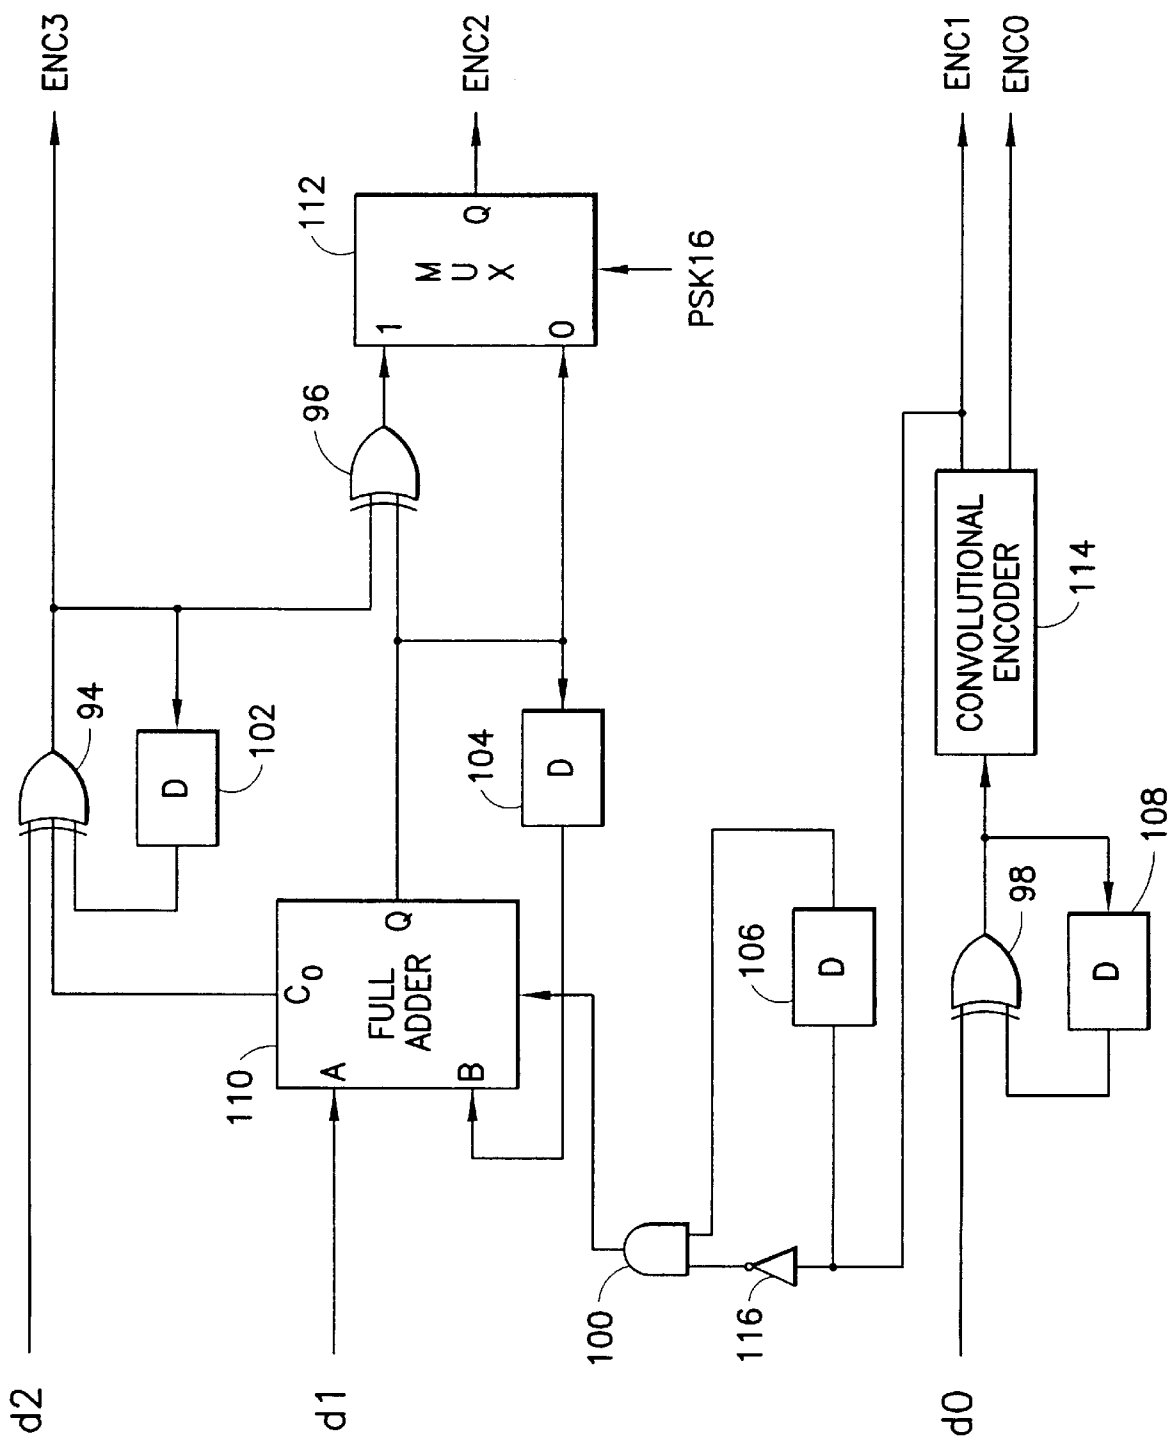 ENC3
94
D
102
d2
112
MUX
1
0
Q
ENC2
PSK16
96
110
C0
A
B
Q
FULL
ADDER
104
D
d1
100
116
106
D
ENC1
ENC0
CONVOLUTIONAL
ENCODER
114
98
D
108
d0